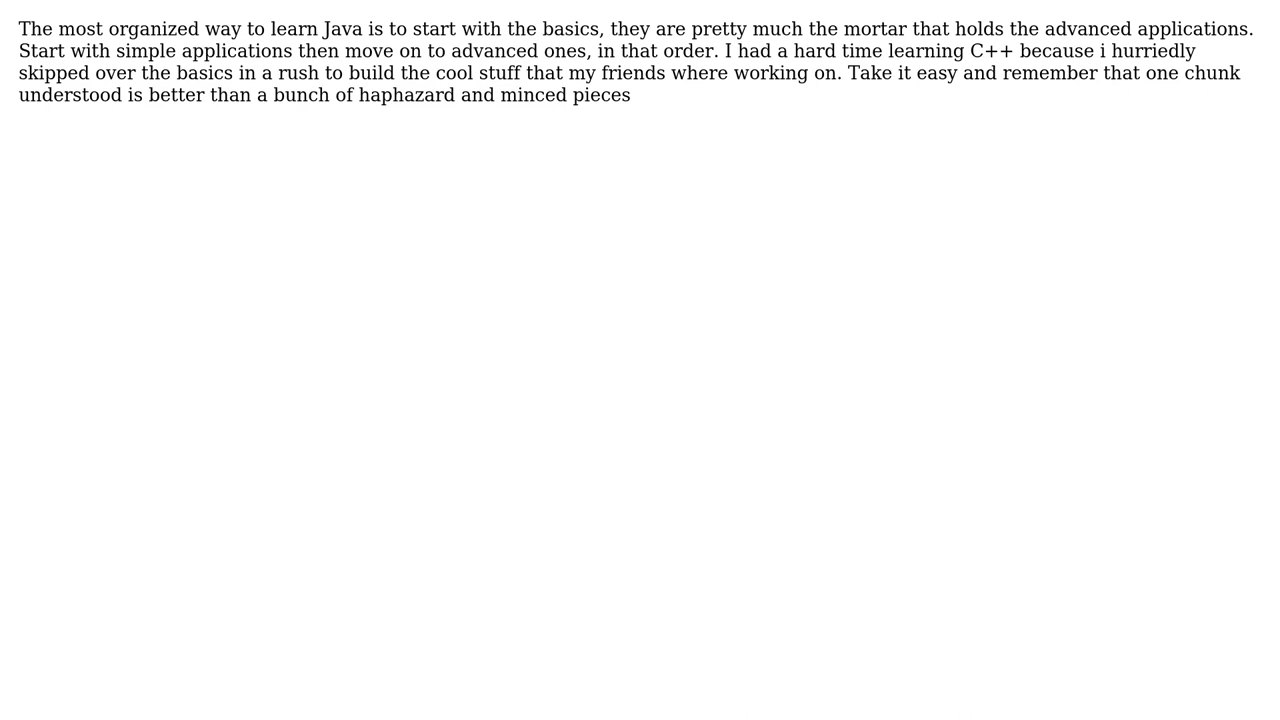 The most organized way to learn Java is to start with the basics, they are pretty much the mortar that holds the advanced applications.
Start with simple applications then move on to advanced ones, in that order. I had a hard time learning C++ because i hurriedly
skipped over the basics in a rush to build the cool stuff that my friends where working on. Take it easy and remember that one chunk
understood is better than a bunch of haphazard and minced pieces